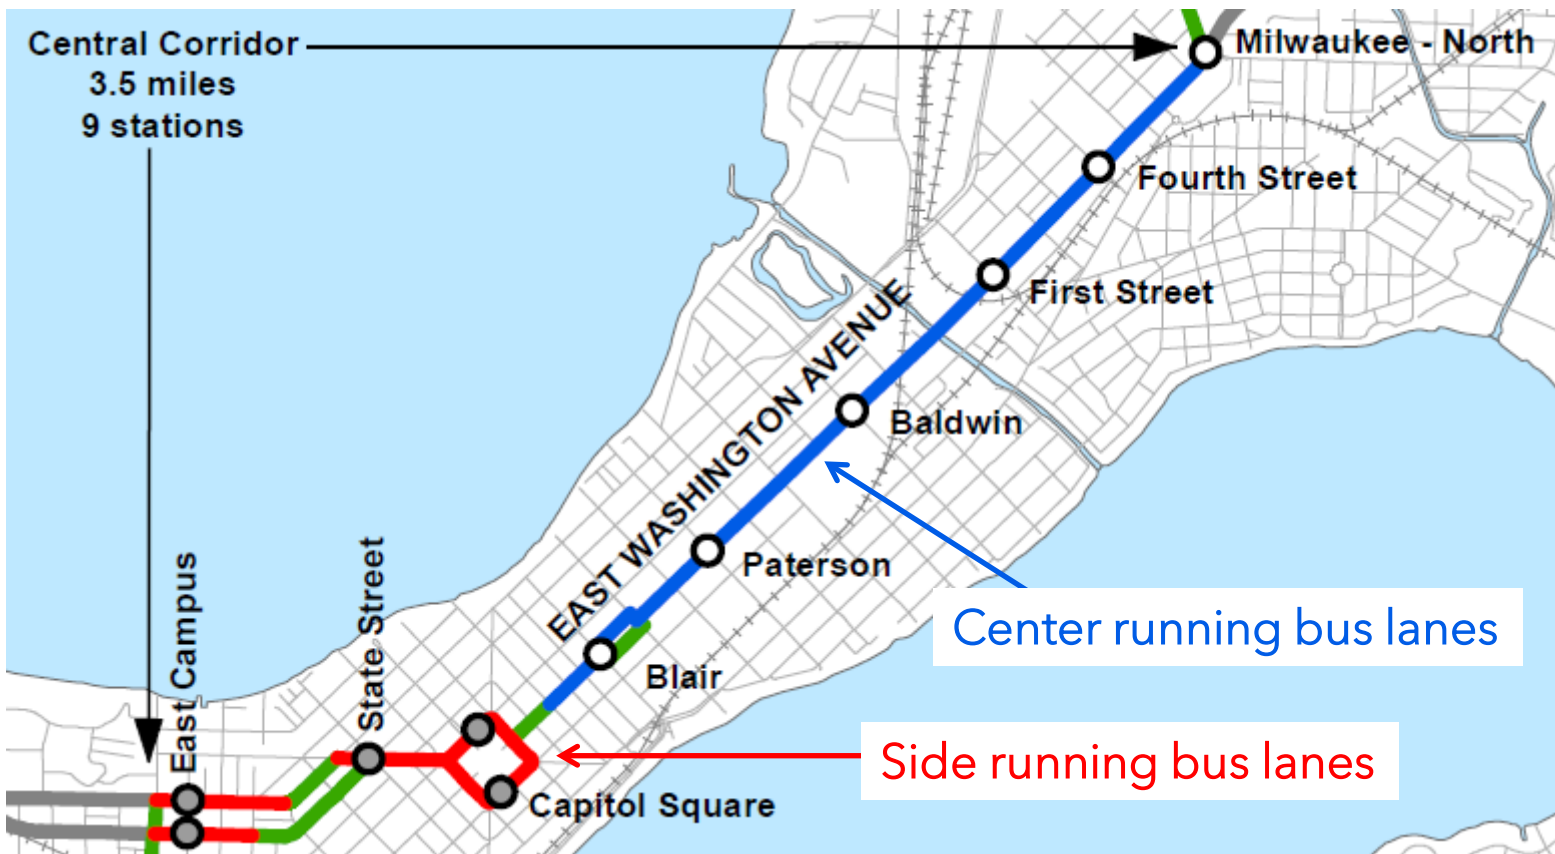 Central Corridor
3.5 miles
9 stations
Milwaukee - North
Fourth Street
First Street
EAST WASHINGTON AVENUE
Baldwin
Paterson
Center running bus lanes
Blair
State Street
East Campus
Side running bus lanes
Capitol Square